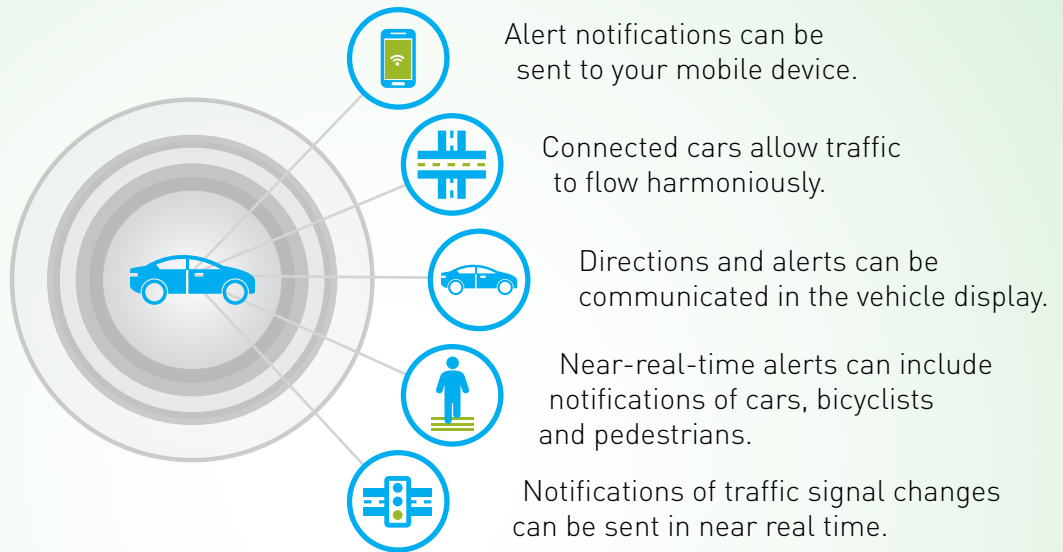 Alert notifications can be
sent to your mobile device.
Connected cars allow traffic
to flow harmoniously.
Directions and alerts can be
communicated in the vehicle display.
Near-real-time alerts can include
notifications of cars, bicyclists
and pedestrians.
Notifications of traffic signal changes
can be sent in near real time.